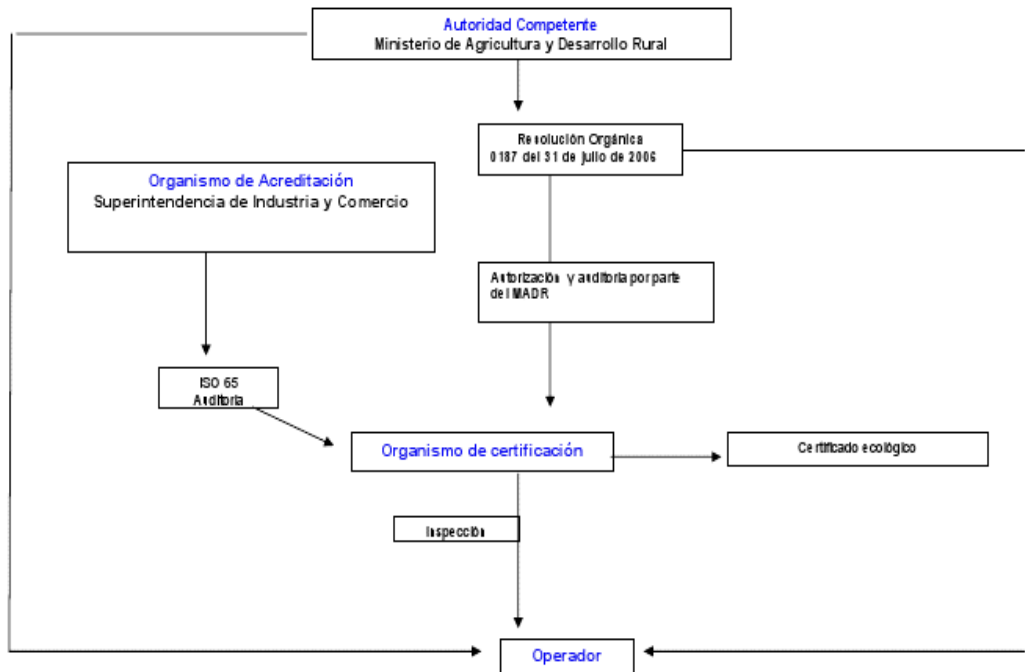 Autoridad Competente
Ministerio de Agricultura y Desarrollo Rural
Resolución Orgánica
0187 del 31 de julio de 2006
Organismo de Acreditación
Superintendencia de Industria y Comercio
Autorización y auditoria por parte
del MADR
ISO 65
Auditoria
Organismo de certificación
Certificado ecológico
Inspección
Operador